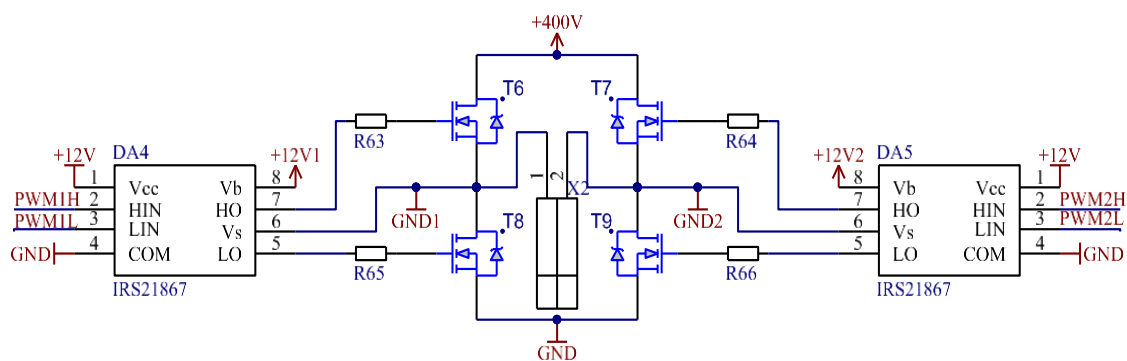 +400V
T6 T7
R63 R64
+12V DA4 +12V1 +12V2 DA5 +12V
1 Vcc Vb 8 8 Vb Vcc 1
PWM1H 2 HIN HO 7 7 HO HIN 2 PWM2H
PWM1L 3 LIN Vs 6 6 Vs LIN 3 PWM2L
GND 4 COM LO 5 5 LO COM 4 GND
1 2 X2
GND1 GND2
T8 T9
R65 R66
IRS21867 IRS21867
GND